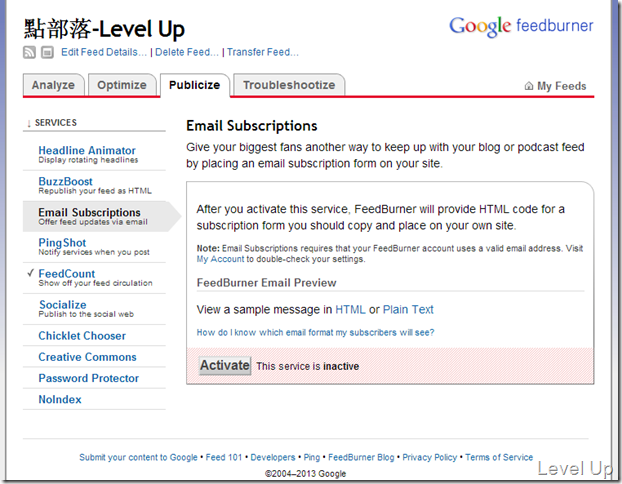 點部落-Level Up
Google feedburner
Edit Feed Details... | Delete Feed... | Transfer Feed...
Analyze
Optimize
Publicize
Troubleshootize
My Feeds
↓ SERVICES
Headline Animator
Display rotating headlines
BuzzBoost
Republish your feed as HTML
Email Subscriptions
Offer feed updates via email
PingShot
Notify services when you post
✓ FeedCount
Show off your feed circulation
Socialize
Publish to the social web
Chicklet Chooser
Creative Commons
Password Protector
NoIndex
Email Subscriptions
Give your biggest fans another way to keep up with your blog or podcast feed
by placing an email subscription form on your site.
After you activate this service, FeedBurner will provide HTML code for a
subscription form you should copy and place on your own site.
Note: Email Subscriptions requires that your FeedBurner account uses a valid email address. Visit
My Account to double-check your settings.
FeedBurner Email Preview
View a sample message in HTML or Plain Text
How do I know which email format my subscribers will see?
Activate This service is inactive
Submit your content to Google • Feed 101 • Developers • Ping • FeedBurner Blog • Privacy Policy • Terms of Service
©2004–2013 Google
Level Up